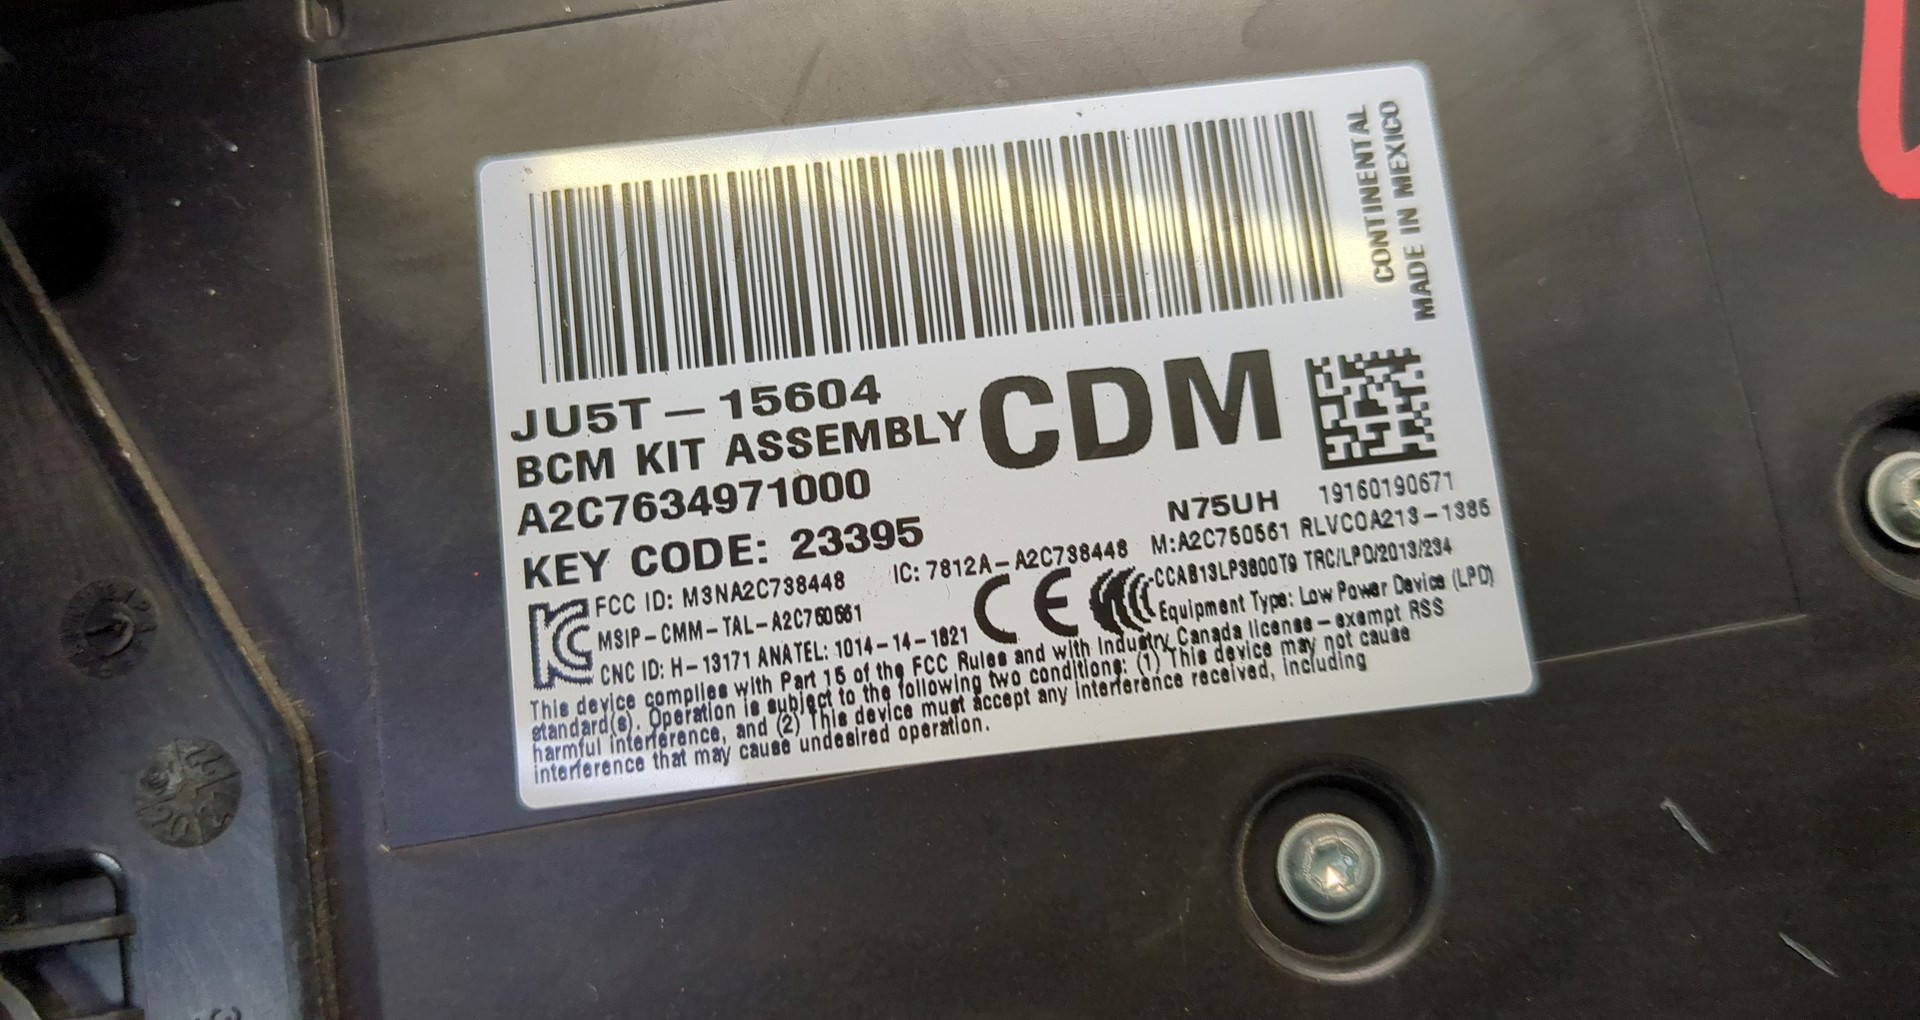 CONTINENTAL
MADE IN MEXICO
JU5T – 15604
BCM KIT ASSEMBLY
CDM
A2C7634971000
KEY CODE: 23395
N75UH
19160190671
FCC ID: M3NA2C738448
IC: 7812A–A2C738448
M:A2C760661 RLVCOA213–1386
MSIP–CMM–TAL–A2C760661
CE
CCAB13LP3800T9 TRC/LPD/2013/234
CNC ID: H–13171 ANATEL: 1014–14–1821
Equipment Type: Low Power Device (LPD)
This device complies with Part 15 of the FCC Rules and with Industry Canada license–exempt RSS
standard(s). Operation is subject to the following two conditions: (1) This device may not cause
harmful interference, and (2) This device must accept any interference received, including
interference that may cause undesired operation.